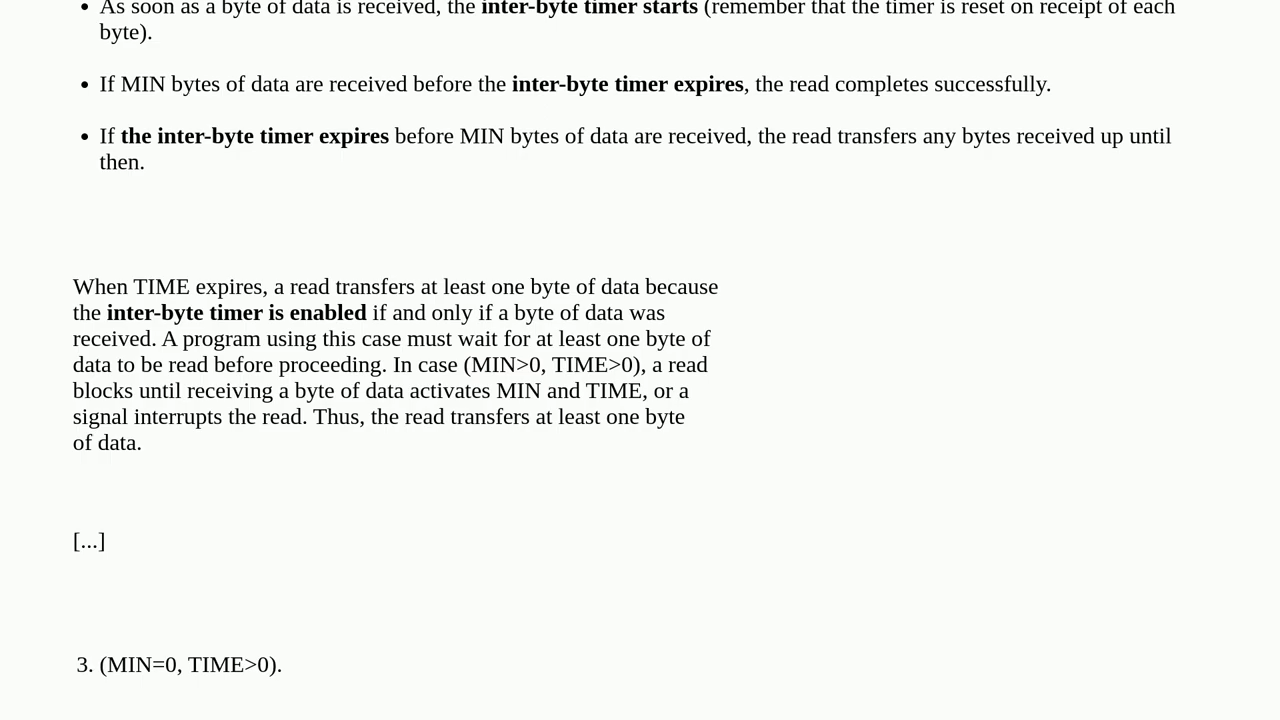 • As soon as a byte of data is received, the inter-byte timer starts (remember that the timer is reset on receipt of each
byte).
• If MIN bytes of data are received before the inter-byte timer expires, the read completes successfully.
• If the inter-byte timer expires before MIN bytes of data are received, the read transfers any bytes received up until
then.
When TIME expires, a read transfers at least one byte of data because
the inter-byte timer is enabled if and only if a byte of data was
received. A program using this case must wait for at least one byte of
data to be read before proceeding. In case (MIN>0, TIME>0), a read
blocks until receiving a byte of data activates MIN and TIME, or a
signal interrupts the read. Thus, the read transfers at least one byte
of data.
[...]
3. (MIN=0, TIME>0).